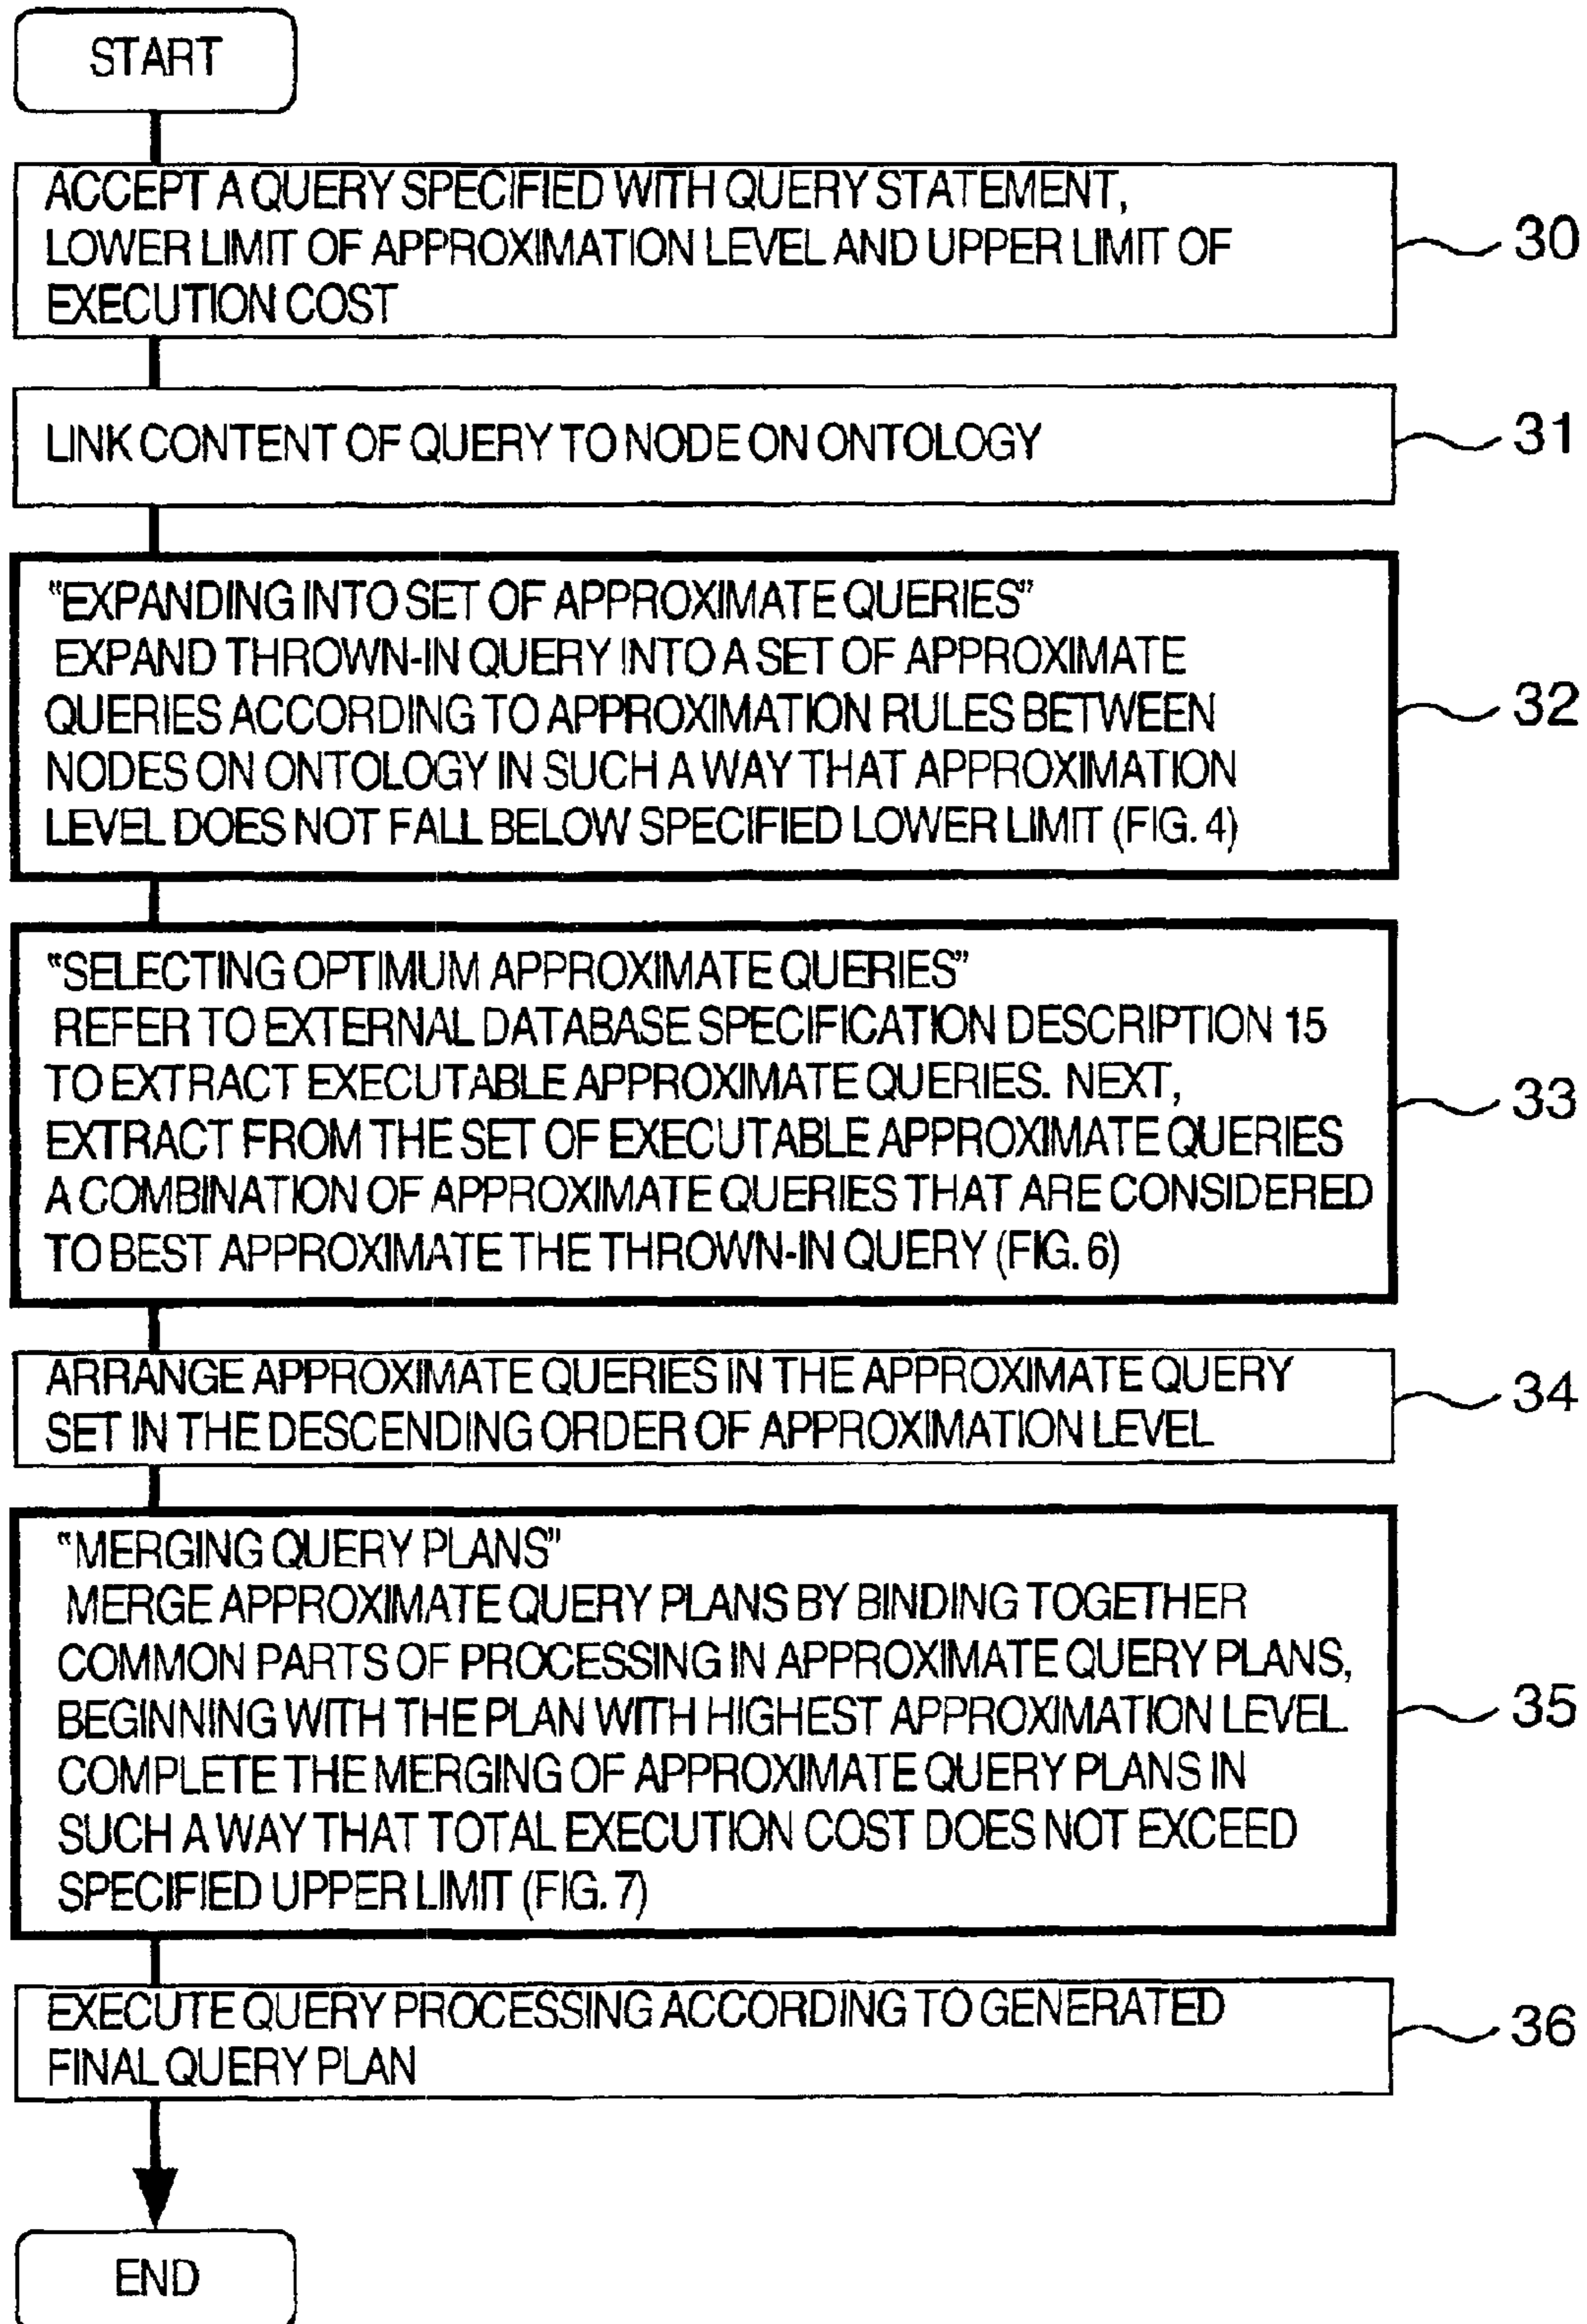 START
ACCEPT A QUERY SPECIFIED WITH QUERY STATEMENT,
LOWER LIMIT OF APPROXIMATION LEVEL AND UPPER LIMIT OF
EXECUTION COST
30
LINK CONTENT OF QUERY TO NODE ON ONTOLOGY
31
"EXPANDING INTO SET OF APPROXIMATE QUERIES"
EXPAND THROWN-IN QUERY INTO A SET OF APPROXIMATE
QUERIES ACCORDING TO APPROXIMATION RULES BETWEEN
NODES ON ONTOLOGY IN SUCH A WAY THAT APPROXIMATION
LEVEL DOES NOT FALL BELOW SPECIFIED LOWER LIMIT (FIG. 4)
32
"SELECTING OPTIMUM APPROXIMATE QUERIES"
REFER TO EXTERNAL DATABASE SPECIFICATION DESCRIPTION 15
TO EXTRACT EXECUTABLE APPROXIMATE QUERIES. NEXT,
EXTRACT FROM THE SET OF EXECUTABLE APPROXIMATE QUERIES
A COMBINATION OF APPROXIMATE QUERIES THAT ARE CONSIDERED
TO BEST APPROXIMATE THE THROWN-IN QUERY (FIG. 6)
33
ARRANGE APPROXIMATE QUERIES IN THE APPROXIMATE QUERY
SET IN THE DESCENDING ORDER OF APPROXIMATION LEVEL
34
"MERGING QUERY PLANS"
MERGE APPROXIMATE QUERY PLANS BY BINDING TOGETHER
COMMON PARTS OF PROCESSING IN APPROXIMATE QUERY PLANS,
BEGINNING WITH THE PLAN WITH HIGHEST APPROXIMATION LEVEL.
COMPLETE THE MERGING OF APPROXIMATE QUERY PLANS IN
SUCH A WAY THAT TOTAL EXECUTION COST DOES NOT EXCEED
SPECIFIED UPPER LIMIT (FIG. 7)
35
EXECUTE QUERY PROCESSING ACCORDING TO GENERATED
FINAL QUERY PLAN
36
END